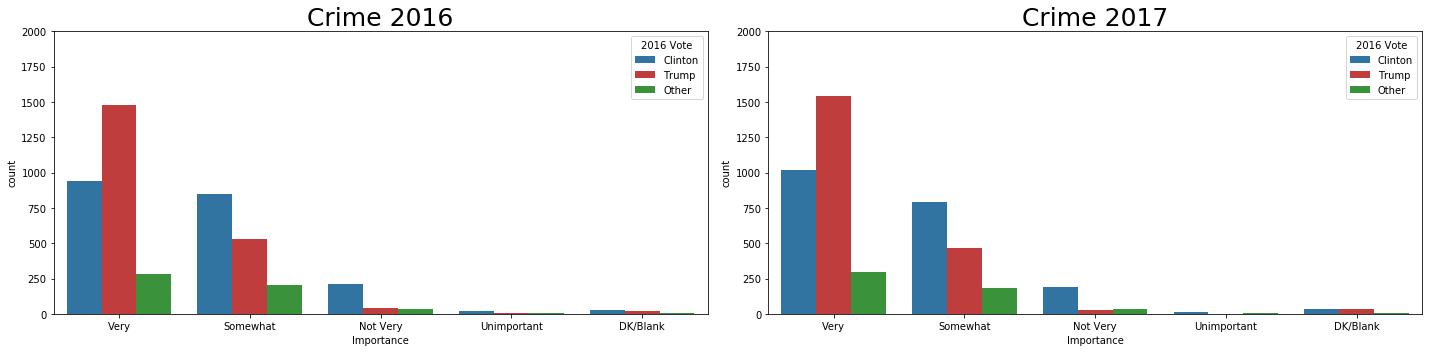 Crime 2016
2000
1750
1500
1250
1000
750
500
250
0
count
Very Somewhat Not Very Unimportant DK/Blank
Importance
2016 Vote
Clinton
Trump
Other
Crime 2017
2000
1750
1500
1250
1000
750
500
250
0
count
Very Somewhat Not Very Unimportant DK/Blank
Importance
2016 Vote
Clinton
Trump
Other